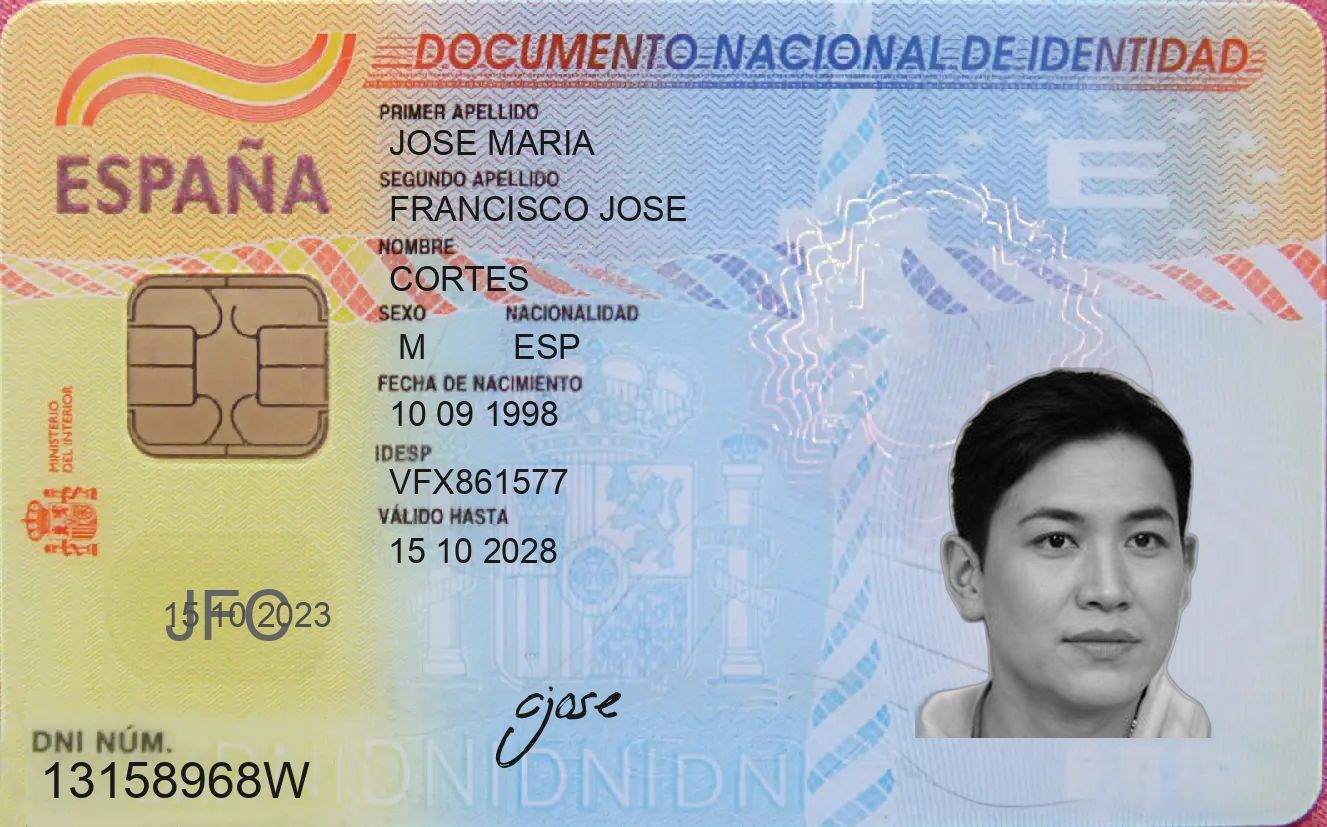 DOCUMENTO NACIONAL DE IDENTIDAD
ESPAÑA
PRIMER APELLIDO
JOSE MARIA
SEGUNDO APELLIDO
FRANCISCO JOSE
NOMBRE
CORTES
SEXO NACIONALIDAD
M ESP
FECHA DE NACIMIENTO
10 09 1998
IDESP
VFX861577
VÁLIDO HASTA
15 10 2028
MINISTERIO
DEL INTERIOR
JFC
15 10 2023
cjose
DNI NÚM.
13158968W
DNIDNIDNIDNI
E